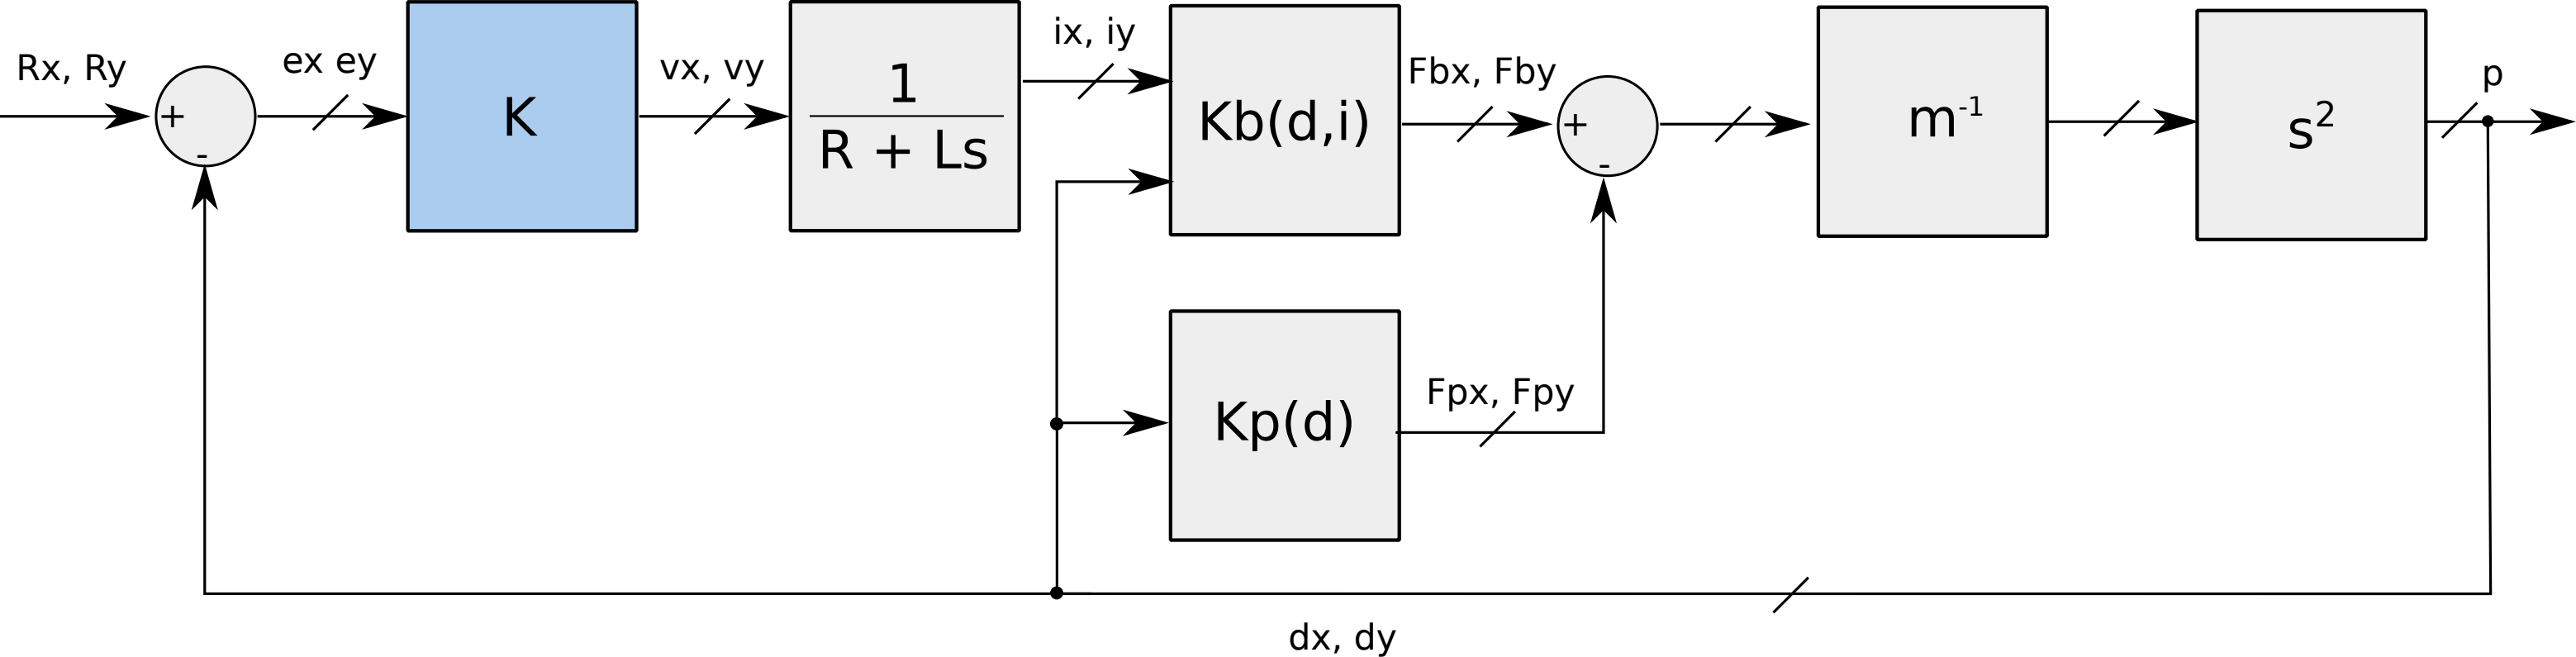 Rx, Ry
+
-
ex ey
K
vx, vy
1
R + Ls
ix, iy
Kb(d,i)
Fbx, Fby
+
-
m⁻¹
s²
p
Kp(d)
Fpx, Fpy
dx, dy